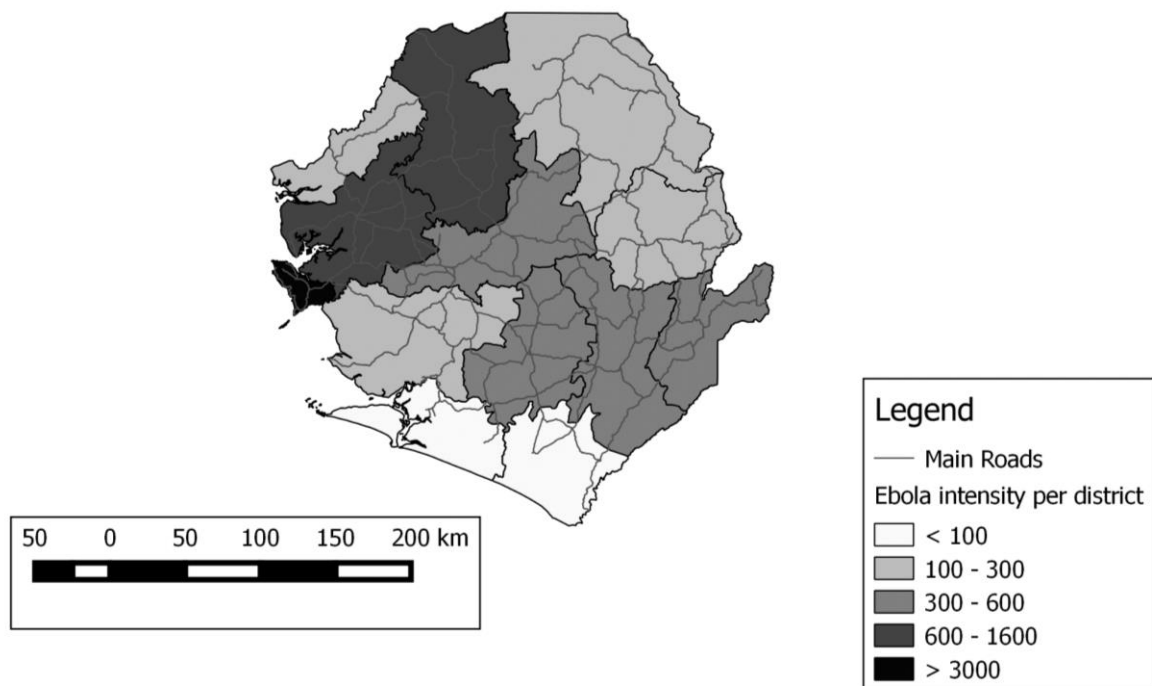 Legend
Main Roads
Ebola intensity per district
< 100
100 - 300
300 - 600
600 - 1600
> 3000
50 0 50 100 150 200 km